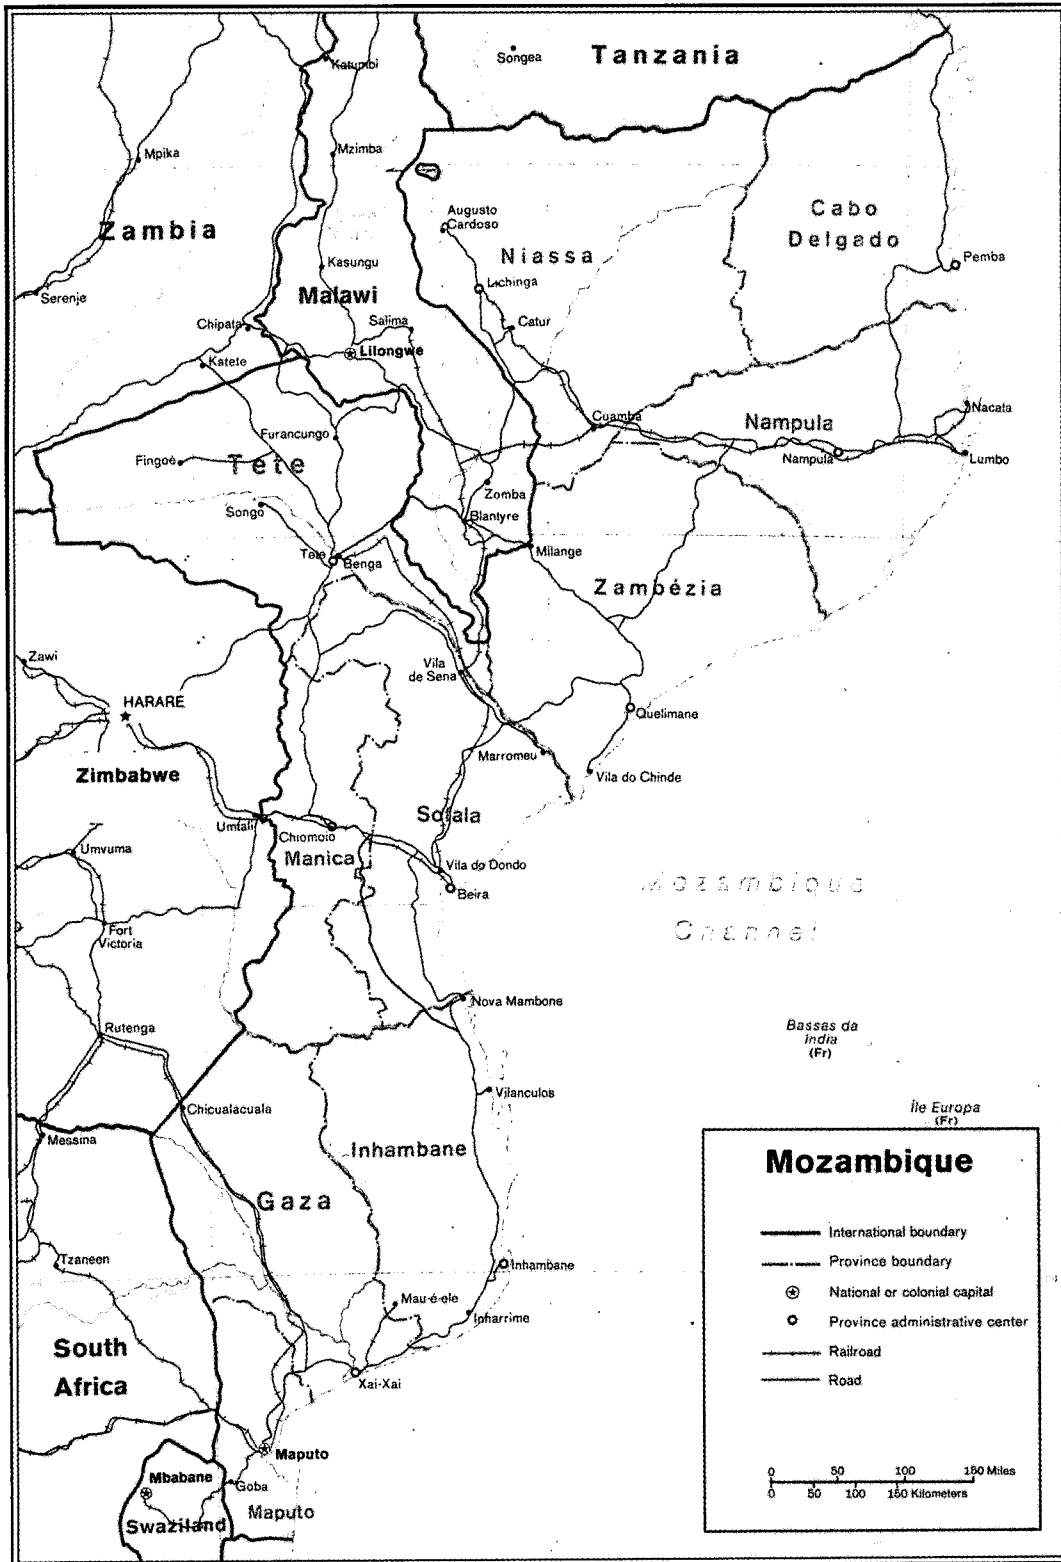 Tanzania
Songea
Katumbi
Mpika
Mzimba
Zambia
Augusto
Cardoso
Niassa
Cabo
Delgado
Pemba
Kasungu
Lichinga
Serenje
Malawi
Chipata
Salima
Catur
Katete
Lilongwe
Cuamba
Nacala
Nampula
Furancungo
Fingoé
Tete
Nampula
Lumbo
Songo
Zomba
Blantyre
Milange
Tete
Benga
Zambézia
Zawi
Vila
de Sena
HARARE
Quelimane
Marromeu
Vila do Chinde
Zimbabwe
Sofala
Umtali
Chiomoio
Manica
Umvuma
Vila do Dondo
Beira
Mozambique
Channel
Fort
Victoria
Nova Mambone
Rutenga
Bassas da
India
(Fr)
Vilanculos
Chicualacuala
Île Europa
(Fr)
Messina
Inhambane
Gaza
Tzaneen
Inhambane
Mau-é-ele
Inharrime
South
Africa
Xai-Xai
Maputo
Mbabane
Goba
Maputo
Swaziland
Mozambique
International boundary
Province boundary
National or colonial capital
Province administrative center
Railroad
Road
0 50 100 150 Miles
0 50 100 150 Kilometers